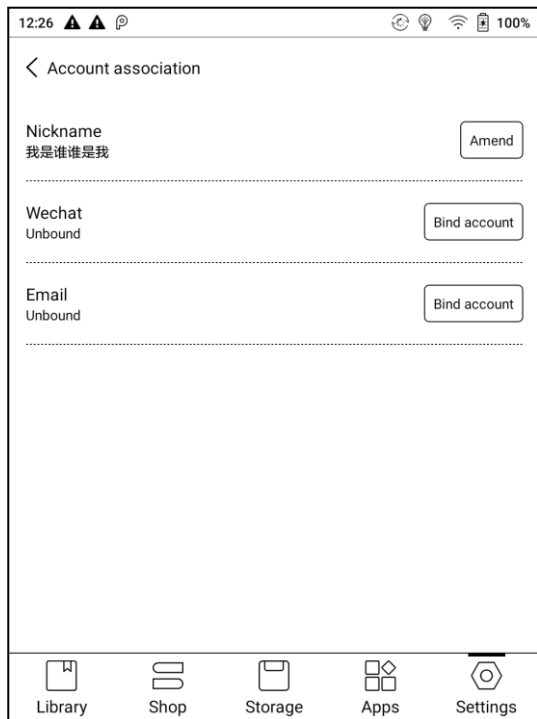 12:26 100%
Account association
Nickname
我是谁谁是我
Amend
Wechat
Unbound
Bind account
Email
Unbound
Bind account
Library Shop Storage Apps Settings